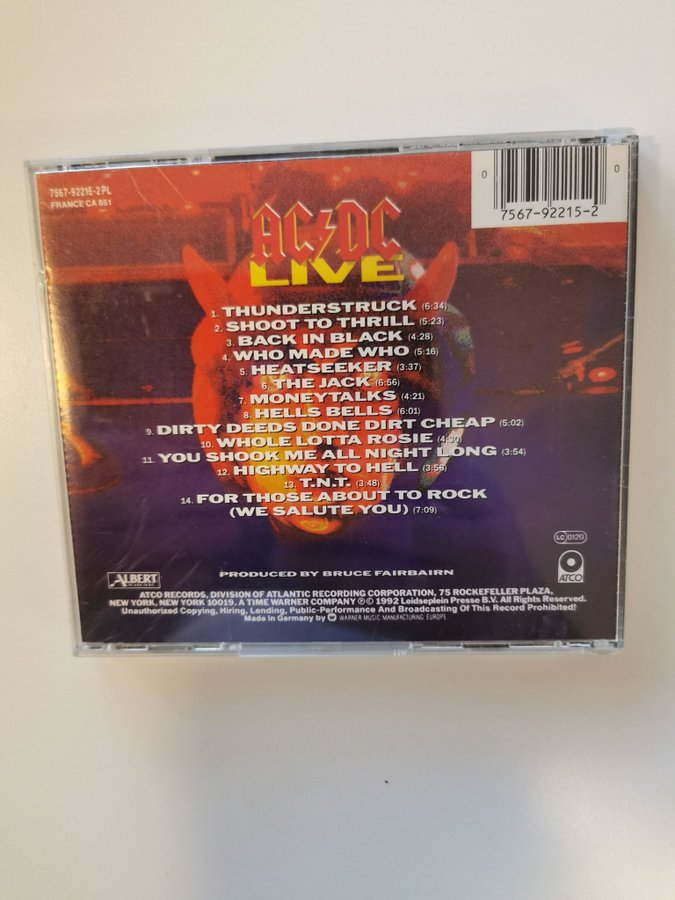 7567-92215-2 PL
FRANCE CA 851
0 0
7567-92215-2
AC/DC
LIVE
1. THUNDERSTRUCK (6:34)
2. SHOOT TO THRILL (5:23)
3. BACK IN BLACK (4:28)
4. WHO MADE WHO (5:16)
5. HEATSEEKER (3:37)
6. THE JACK (6:56)
7. MONEYTALKS (4:21)
8. HELLS BELLS (6:01)
9. DIRTY DEEDS DONE DIRT CHEAP (5:02)
10. WHOLE LOTTA ROSIE (4:30)
11. YOU SHOOK ME ALL NIGHT LONG (3:54)
12. HIGHWAY TO HELL (3:58)
13. T.N.T. (3:48)
14. FOR THOSE ABOUT TO ROCK
(WE SALUTE YOU) (7:09)
LC 0120
ALBERT
ATCO
PRODUCED BY BRUCE FAIRBAIRN
ATCO RECORDS, DIVISION OF ATLANTIC RECORDING CORPORATION, 75 ROCKEFELLER PLAZA,
NEW YORK, NEW YORK 10019. A TIME WARNER COMPANY ℗© 1992 Leidseplein Presse B.V. All Rights Reserved.
Unauthorized Copying, Hiring, Lending, Public-Performance And Broadcasting Of This Record Prohibited!
Made in Germany by WARNER MUSIC MANUFACTURING EUROPE